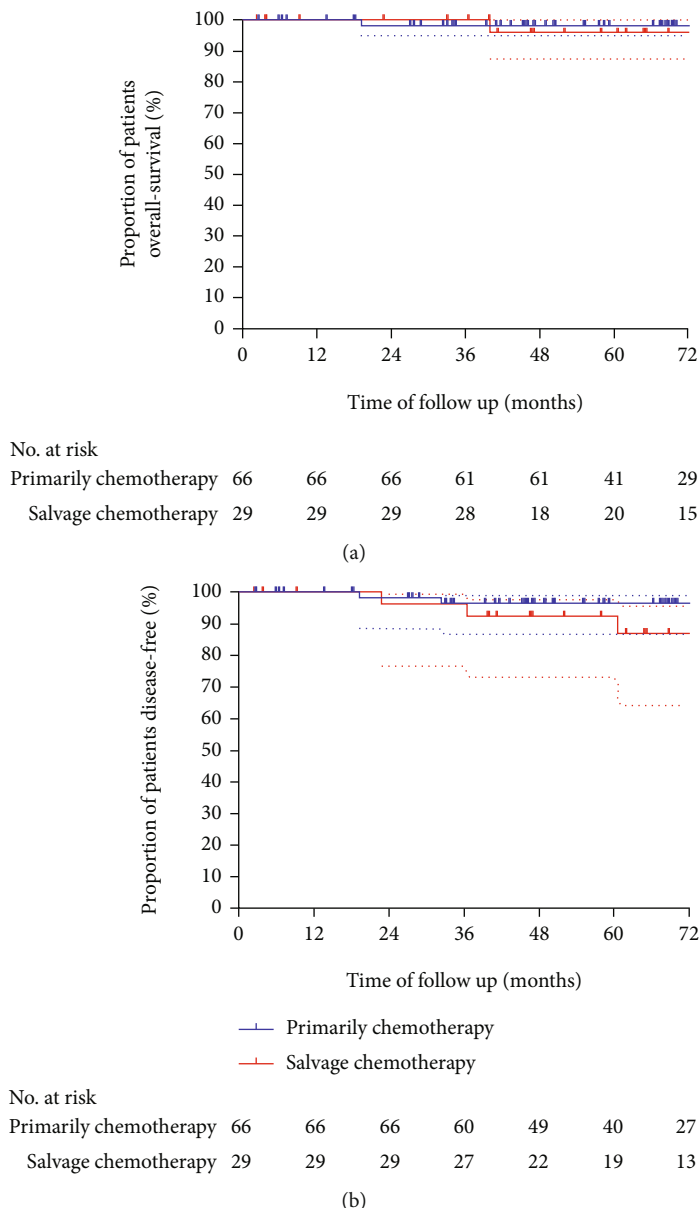 100
90
80
70
60
50
40
30
20
100
0
Proportion of patients
overall-survival (%)
0 12 24 36 48 60 72
Time of follow up (months)
No. at risk
Primarily chemotherapy 66 66 66 61 61 41 29
Salvage chemotherapy 29 29 29 28 18 20 15
(a)
100
90
80
70
60
50
40
30
20
10
0
Proportion of patients disease-free (%)
0 12 24 36 48 60 72
Time of follow up (months)
Primarily chemotherapy
Salvage chemotherapy
No. at risk
Primarily chemotherapy 66 66 66 60 49 40 27
Salvage chemotherapy 29 29 29 27 22 19 13
(b)